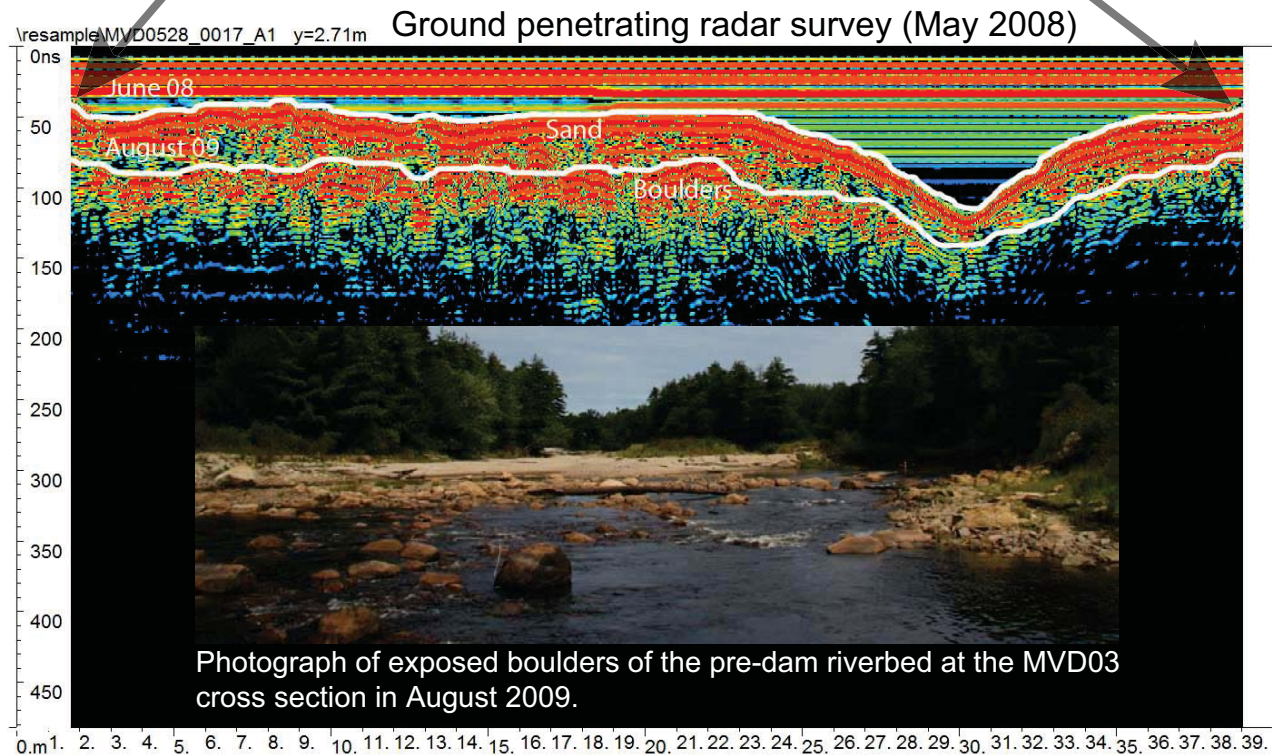 Ground penetrating radar survey (May 2008)
\resample\MVD0528_0017_A1 y=2.71m
0ns
June 08
50
Sand
August 09
Boulders
100
150
200
250
300
350
400
Photograph of exposed boulders of the pre-dam riverbed at the MVD03
cross section in August 2009.
450
0.m 1. 2. 3. 4. 5. 6. 7. 8. 9. 10. 11. 12. 13. 14. 15. 16. 17. 18. 19. 20. 21. 22. 23. 24. 25. 26. 27. 28. 29. 30. 31. 32. 33. 34. 35. 36. 37. 38. 39